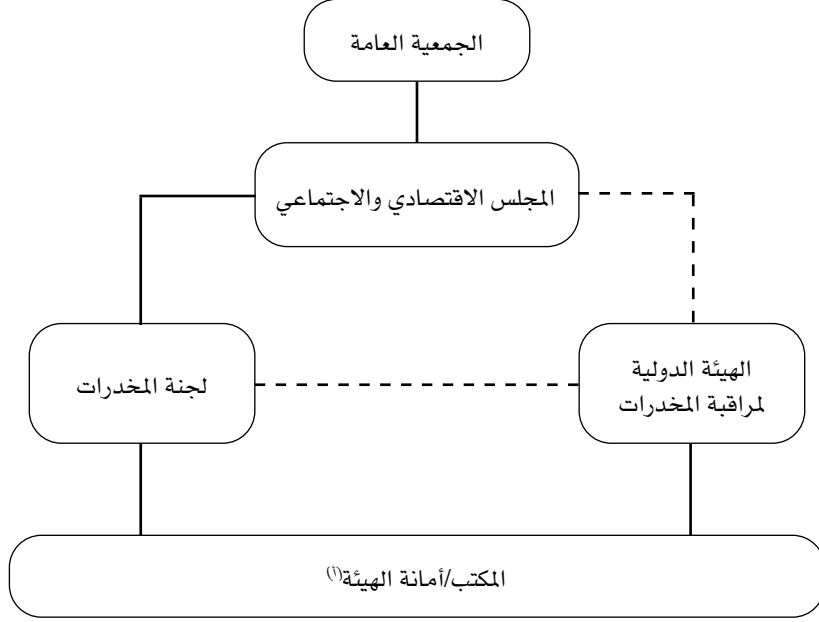 الجمعية العامة
المجلس الاقتصادي والاجتماعي
الهيئة الدولية
لمراقبة المخدرات
لجنة المخدرات
المكتب/أمانة الهيئة(أ)